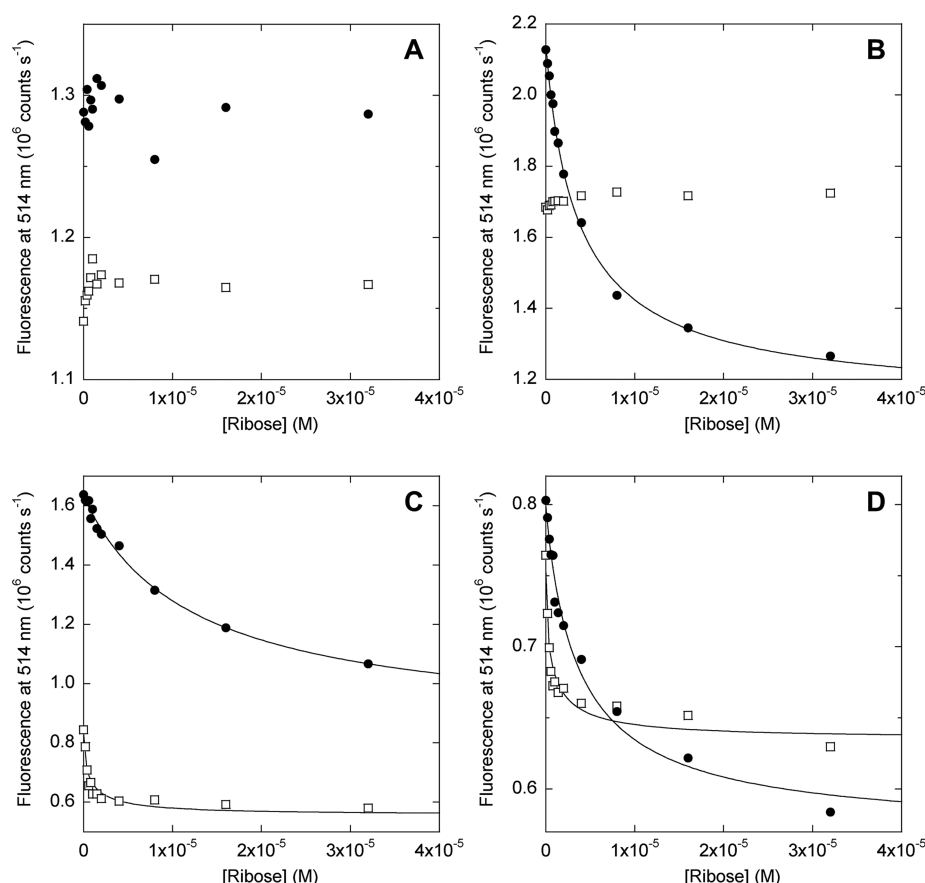 A
Fluorescence at 514 nm (10⁶ counts s⁻¹)
1.3
1.2
1.1
0 1x10⁻⁵ 2x10⁻⁵ 3x10⁻⁵ 4x10⁻⁵
[Ribose] (M)
B
Fluorescence at 514 nm (10⁶ counts s⁻¹)
2.2
2.0
1.8
1.6
1.4
1.2
0 1x10⁻⁵ 2x10⁻⁵ 3x10⁻⁵ 4x10⁻⁵
[Ribose] (M)
C
Fluorescence at 514 nm (10⁶ counts s⁻¹)
1.6
1.4
1.2
1.0
0.8
0.6
0 1x10⁻⁵ 2x10⁻⁵ 3x10⁻⁵ 4x10⁻⁵
[Ribose] (M)
D
Fluorescence at 514 nm (10⁶ counts s⁻¹)
0.8
0.7
0.6
0 1x10⁻⁵ 2x10⁻⁵ 3x10⁻⁵ 4x10⁻⁵
[Ribose] (M)